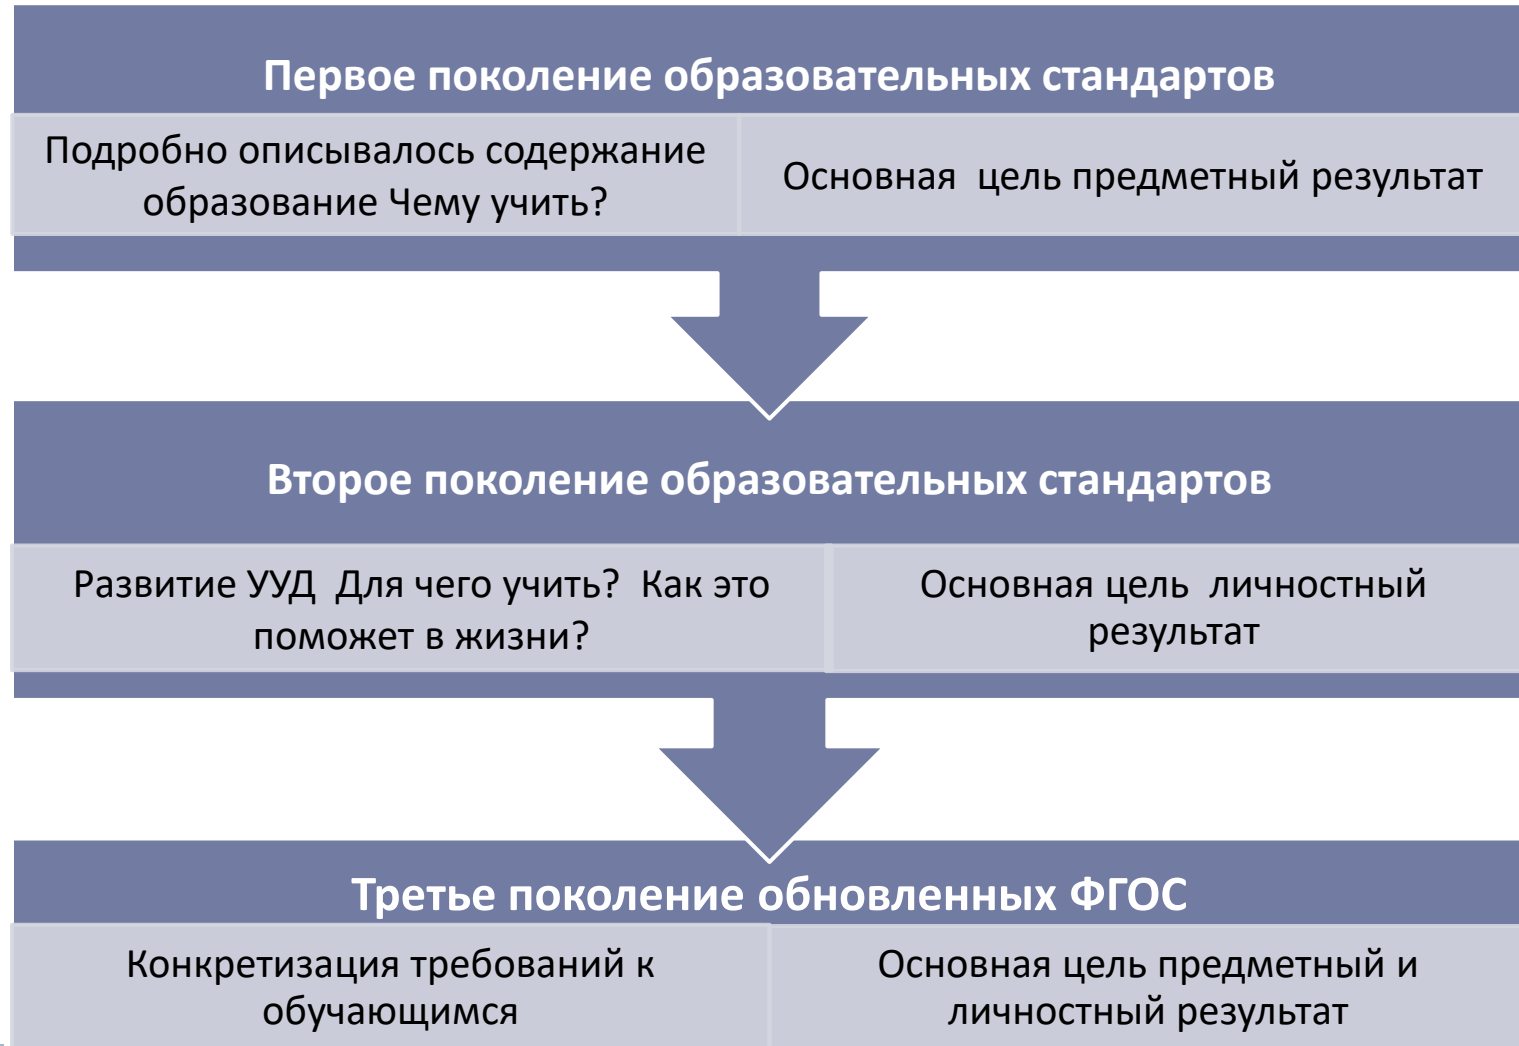 Первое поколение образовательных стандартов
Подробно описывалось содержание
образование Чему учить?
Основная цель предметный результат
Второе поколение образовательных стандартов
Развитие УУД Для чего учить? Как это
поможет в жизни?
Основная цель личностный
результат
Третье поколение обновленных ФГОС
Конкретизация требований к
обучающимся
Основная цель предметный и
личностный результат